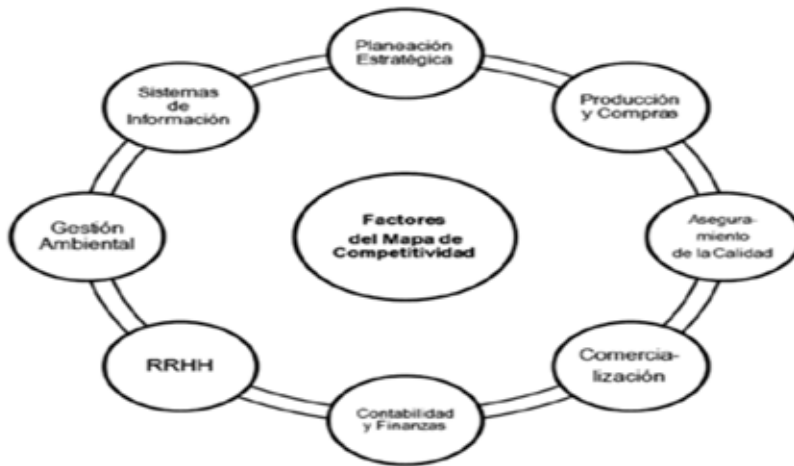 Planeación
Estratégica
Sistemas
de
Información
Producción
y Compras
Gestión
Ambiental
Factores
del Mapa de
Competitividad
Asegura-
miento
de la Calidad
RRHH
Comercia-
lización
Contabilidad
y Finanzas